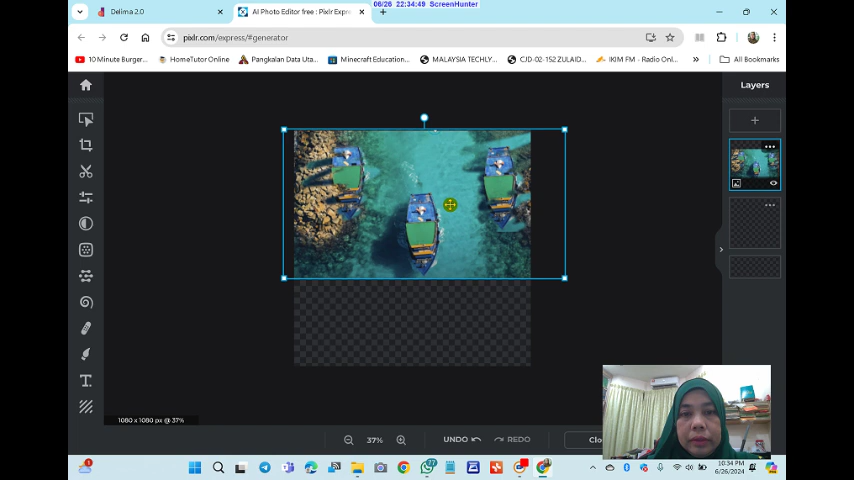 06/26 22:34:49 ScreenHunter
Delima 2.0
AI Photo Editor free : Pixlr Expre
pixlr.com/express/#generator
10 Minute Burger...
HomeTutor Online
Pangkalan Data Uta...
Minecraft Education...
MALAYSIA TECHLY...
CJD-02-152 ZULAID...
IKIM FM - Radio Onl...
All Bookmarks
Layers
1080 x 1080 px @ 37%
37%
UNDO
REDO
Clo
10:34 PM
6/26/2024